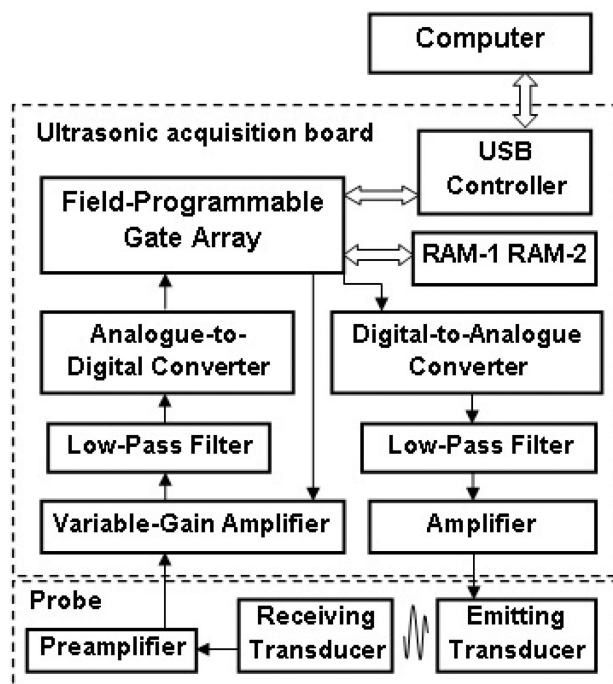 Computer
Ultrasonic acquisition board
USB
Controller
Field-Programmable
Gate Array
RAM-1 RAM-2
Analogue-to-
Digital Converter
Digital-to-Analogue
Converter
Low-Pass Filter
Low-Pass Filter
Variable-Gain Amplifier
Amplifier
Probe
Preamplifier
Receiving
Transducer
Emitting
Transducer